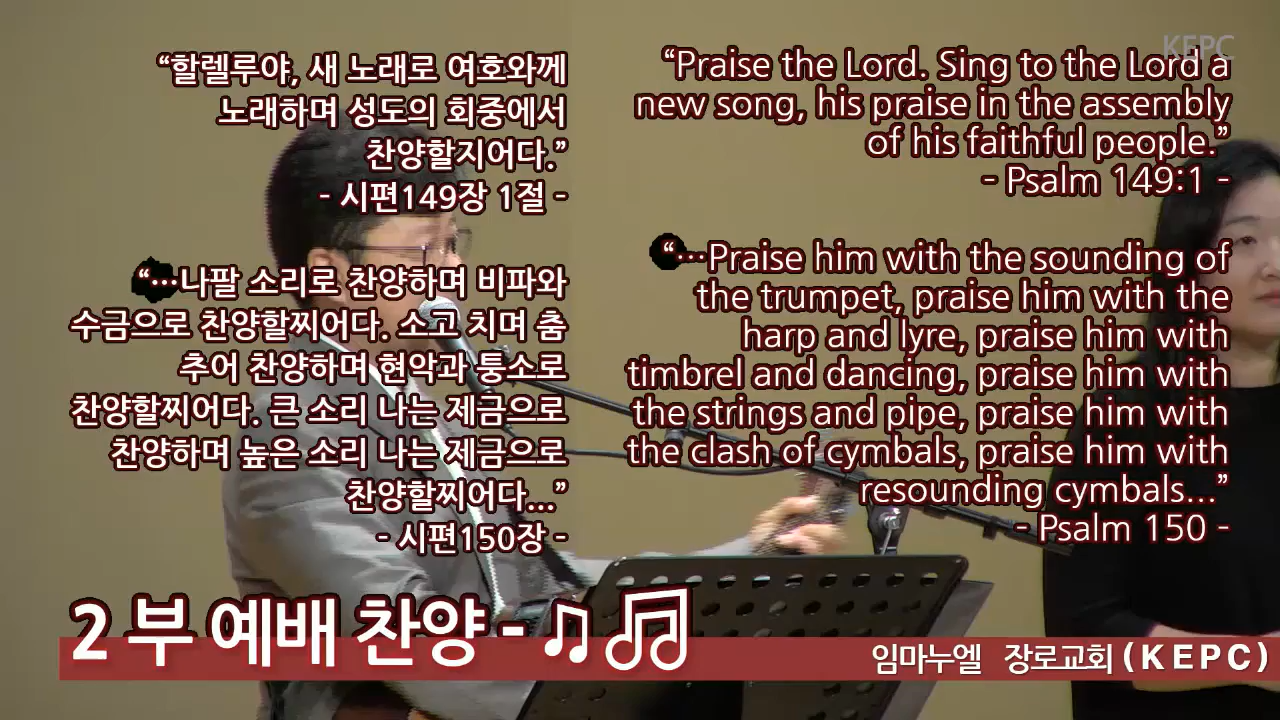 KEPC
“할렐루야, 새 노래로 여호와께
노래하며 성도의 회중에서
찬양할지어다.”
- 시편149장 1절 -
“…나팔 소리로 찬양하며 비파와
수금으로 찬양할찌어다. 소고 치며 춤
추어 찬양하며 현악과 퉁소로
찬양할찌어다. 큰 소리 나는 제금으로
찬양하며 높은 소리 나는 제금으로
찬양할찌어다...”
- 시편150장 -
“Praise the Lord. Sing to the Lord a
new song, his praise in the assembly
of his faithful people.”
- Psalm 149:1 -
“…Praise him with the sounding of
the trumpet, praise him with the
harp and lyre, praise him with
timbrel and dancing, praise him with
the strings and pipe, praise him with
the clash of cymbals, praise him with
resounding cymbals...”
- Psalm 150 -
2 부 예배 찬양 - ♫ 🎵
임마누엘 장로교회 (KEPC)